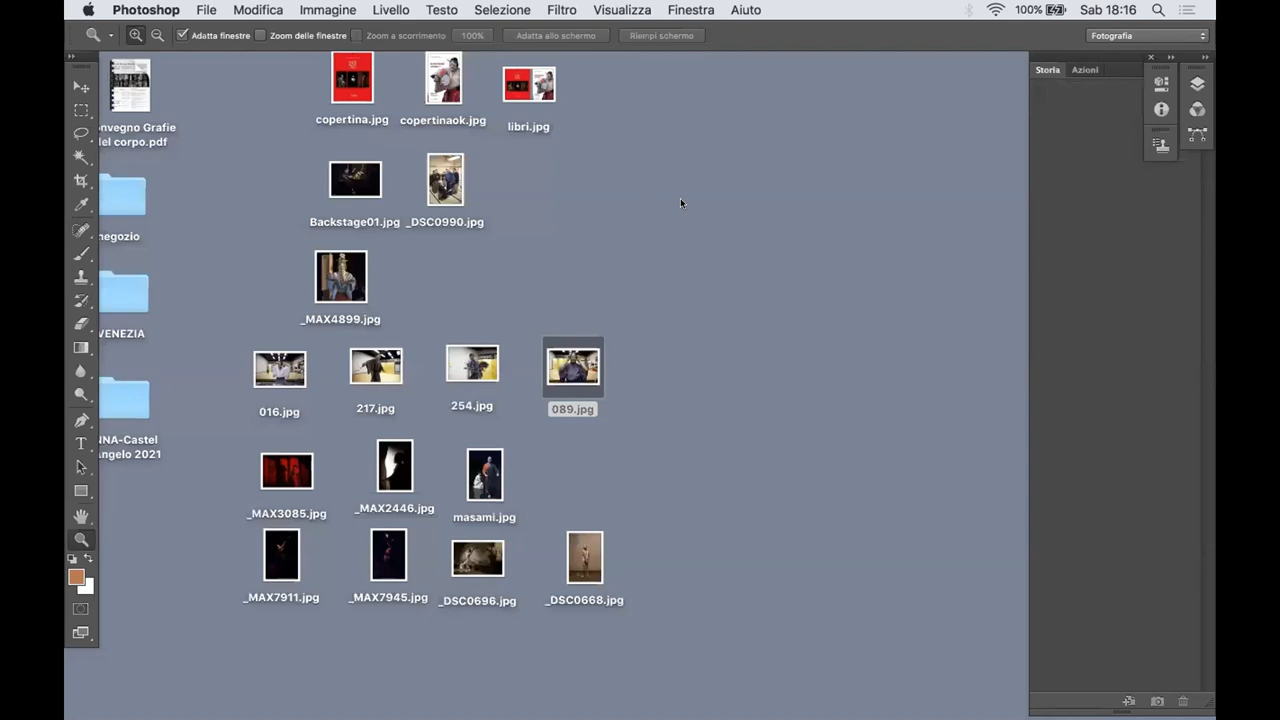 Photoshop File Modifica Immagine Livello Testo Selezione Filtro Visualizza Finestra Aiuto 100% Sab 18:16
Adatta finestre Zoom delle finestre Zoom a scorrimento 100% Adatta allo schermo Riempi schermo Fotografia
Storia Azioni
onvegno Grafie
del corpo.pdf
copertina.jpg copertinaok.jpg libri.jpg
Backstage01.jpg _DSC0990.jpg
negozio
_MAX4899.jpg
VENEZIA
016.jpg 217.jpg 254.jpg 089.jpg
NNA-Castel
Angelo 2021
_MAX3085.jpg _MAX2446.jpg masami.jpg
_MAX7911.jpg _MAX7945.jpg _DSC0696.jpg _DSC0668.jpg